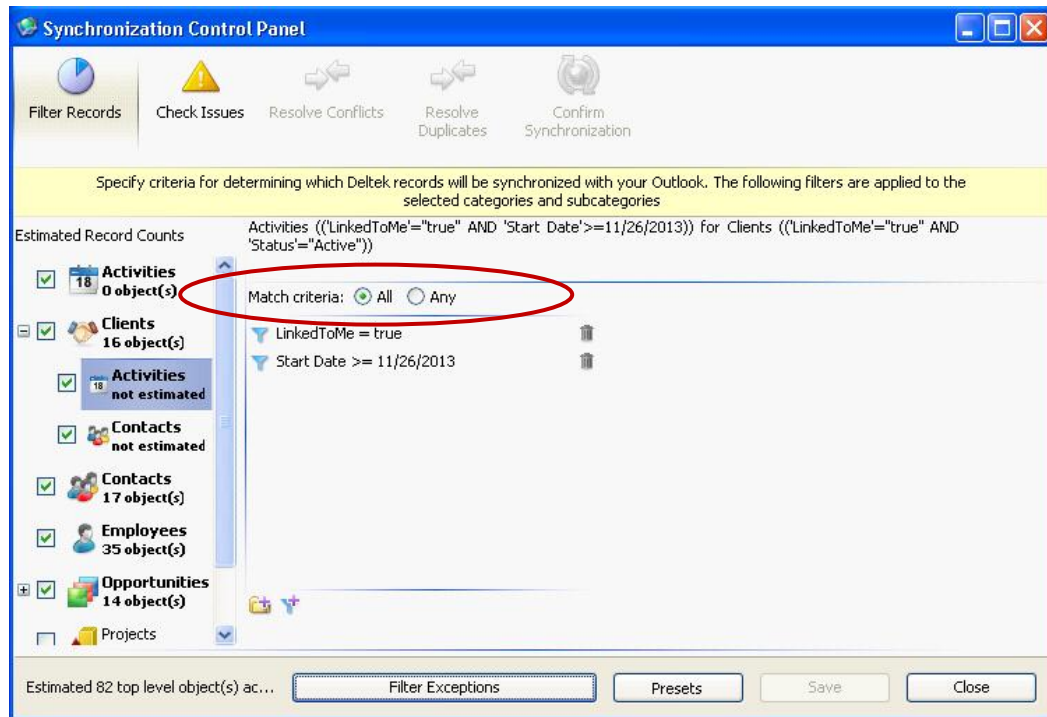 Synchronization Control Panel
Filter Records
Check Issues
Resolve Conflicts
Resolve
Duplicates
Confirm
Synchronization
Specify criteria for determining which Deltek records will be synchronized with your Outlook. The following filters are applied to the
selected categories and subcategories
Estimated Record Counts
Activities (('LinkedToMe'="true" AND 'Start Date'>=11/26/2013)) for Clients (('LinkedToMe'="true" AND
'Status'="Active"))
18
Activities
0 object(s)
Match criteria: All Any
Clients
16 object(s)
LinkedToMe = true
Start Date >= 11/26/2013
18
Activities
not estimated
Contacts
not estimated
Contacts
17 object(s)
Employees
35 object(s)
Opportunities
14 object(s)
Projects
Estimated 82 top level object(s) ac...
Filter Exceptions
Presets
Save
Close